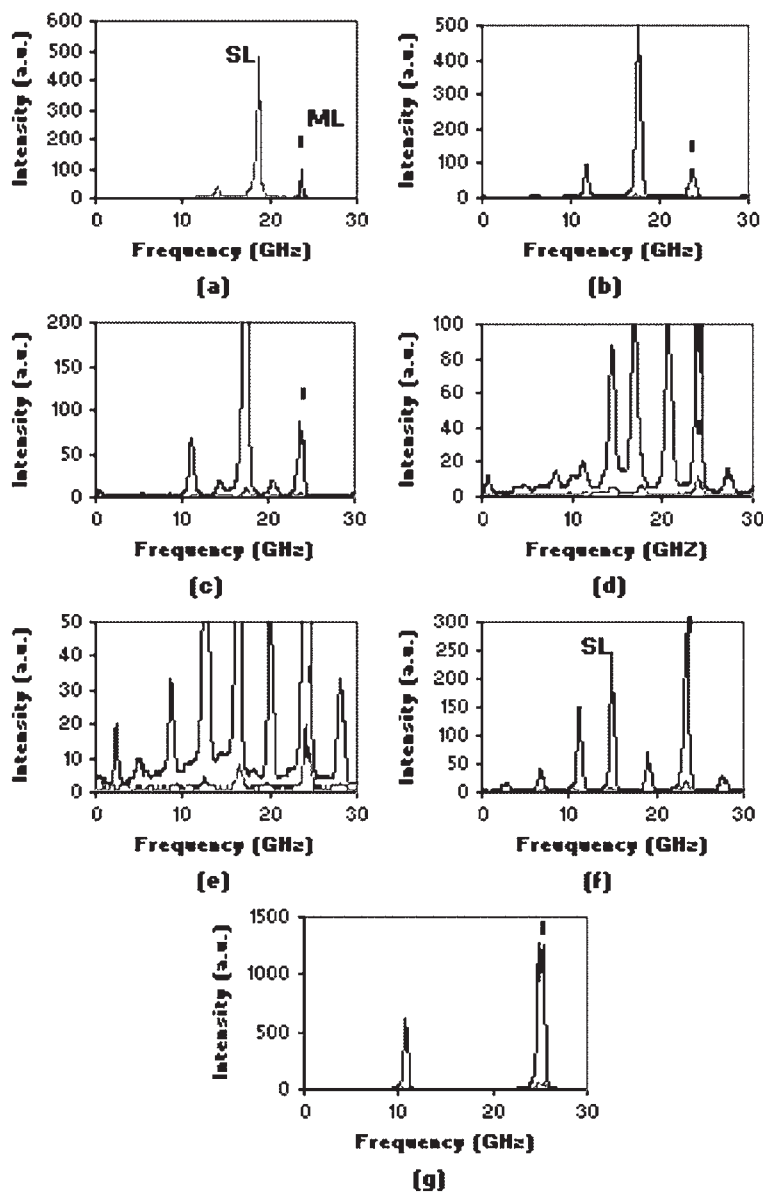 600
500
400
300
200
100
0
Intensity (a.u.)
SL
ML
0 10 20 30
Frequency (GHz)
(a)
500
400
300
200
100
0
Intensity (a.u.)
0 10 20 30
Frequency (GHz)
(b)
200
150
100
50
0
Intensity (a.u.)
0 10 20 30
Frequency (GHz)
(c)
100
80
60
40
20
0
Intensity (a.u.)
0 10 20 30
Frequency (GHZ)
(d)
50
40
30
20
10
0
Intensity (a.u.)
0 10 20 30
Frequency (GHz)
(e)
300
250
200
150
100
50
0
Intensity (a.u.)
SL
0 10 20 30
Freuquency (GHz)
(f)
1500
1000
500
0
Intensity (a.u.)
0 10 20 30
Frequency (GHz)
(g)